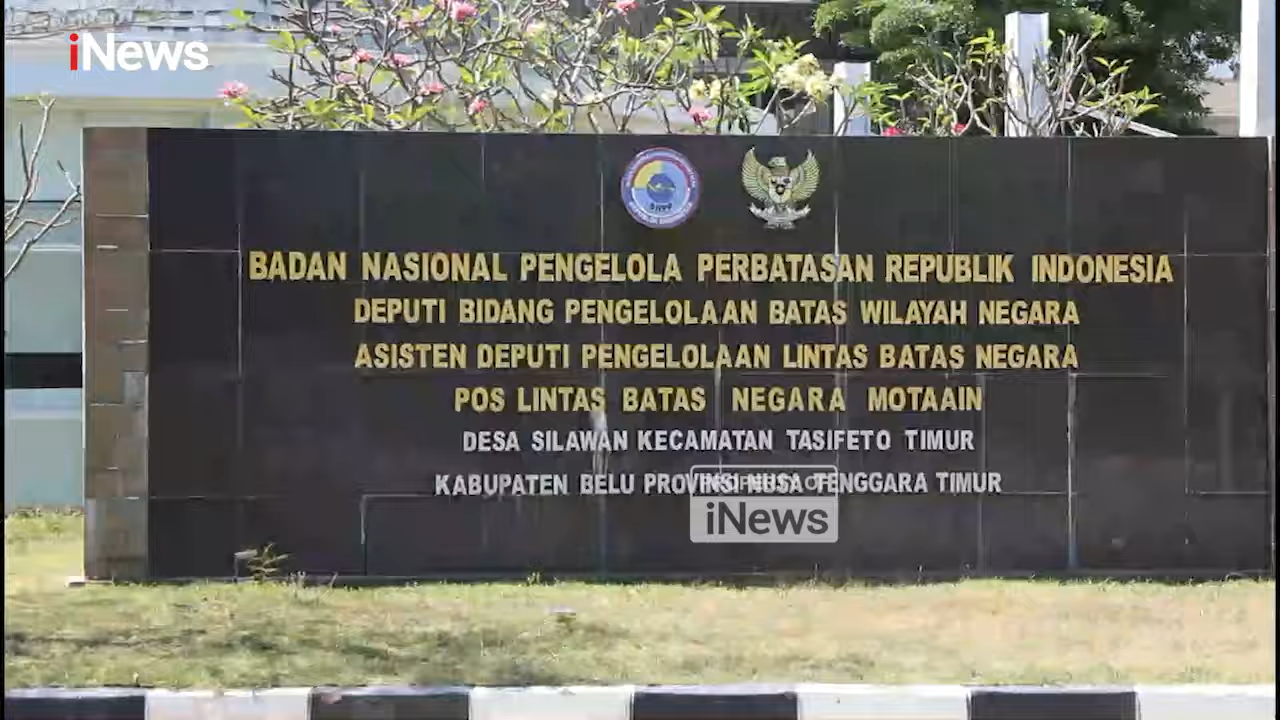 iNews
BNPP
BADAN NASIONAL PENGELOLA PERBATASAN REPUBLIK INDONESIA
DEPUTI BIDANG PENGELOLAAN BATAS WILAYAH NEGARA
ASISTEN DEPUTI PENGELOLAAN LINTAS BATAS NEGARA
POS LINTAS BATAS NEGARA MOTAAIN
DESA SILAWAN KECAMATAN TASIFETO TIMUR
KABUPATEN BELU PROVINSI NUSA TENGGARA TIMUR
iNews